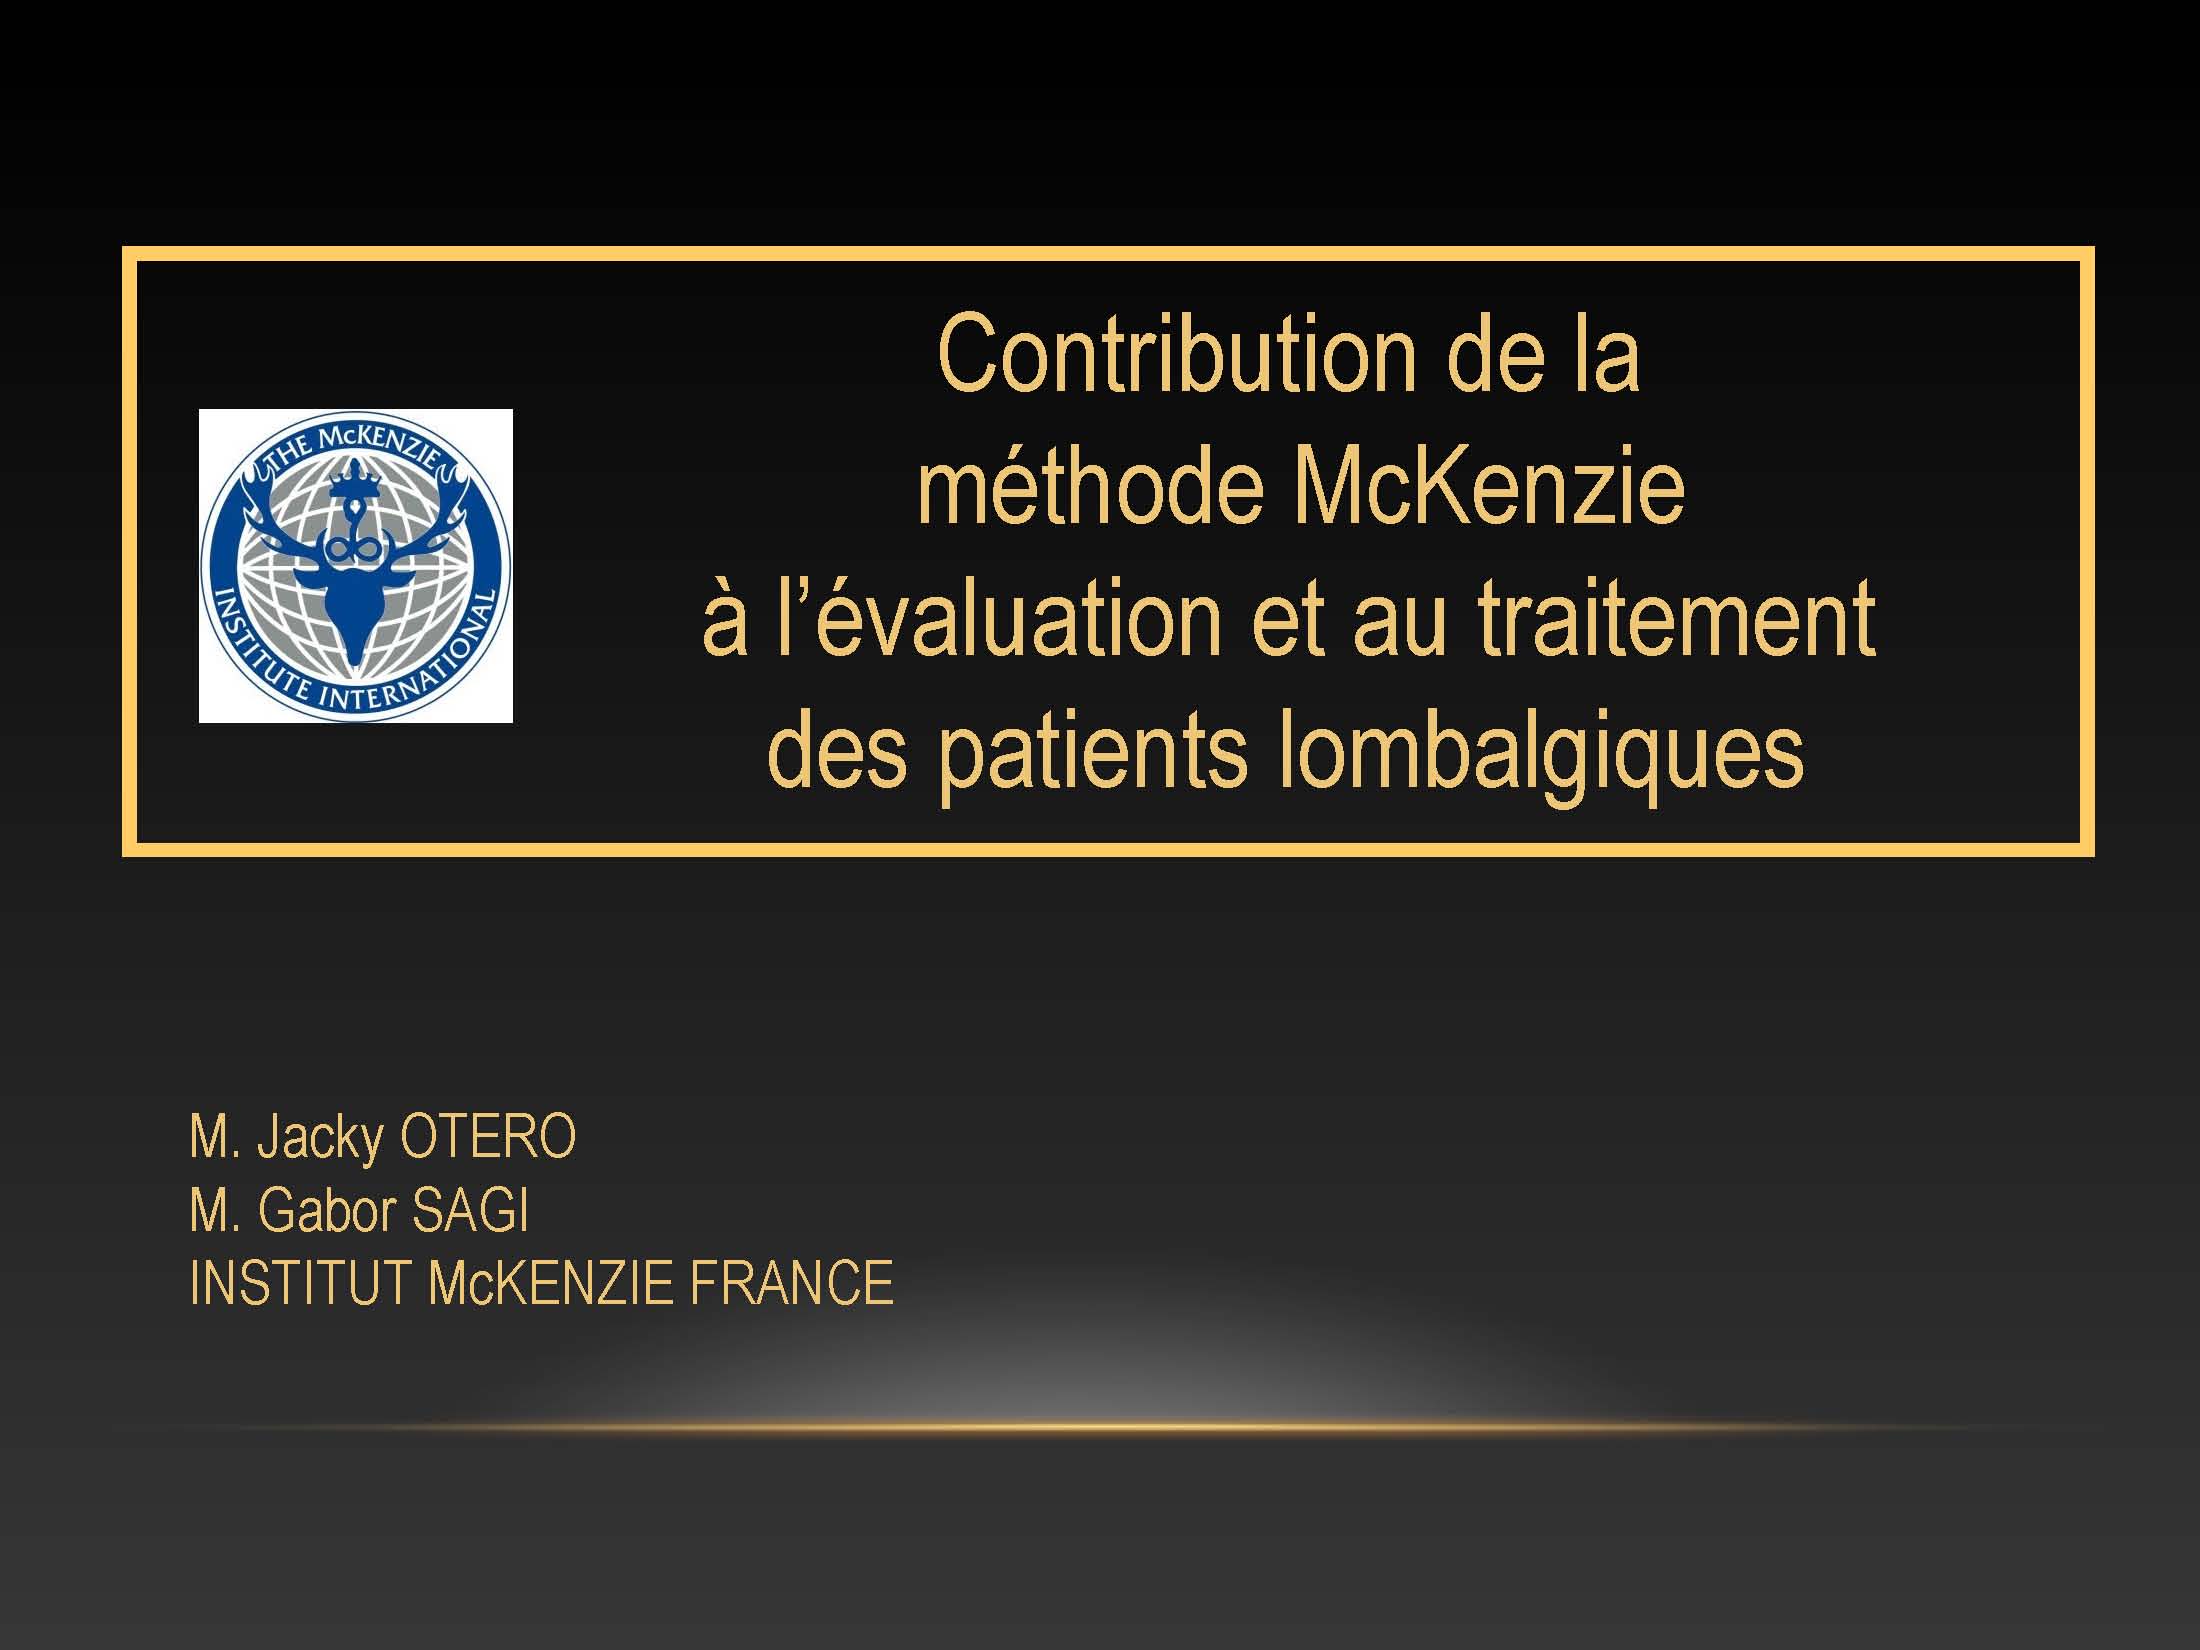 Contribution de la
méthode McKenzie
à l’évaluation et au traitement
des patients lombalgiques
THE McKENZIE
INSTITUTE INTERNATIONAL
M. Jacky OTERO
M. Gabor SAGI
INSTITUT McKENZIE FRANCE